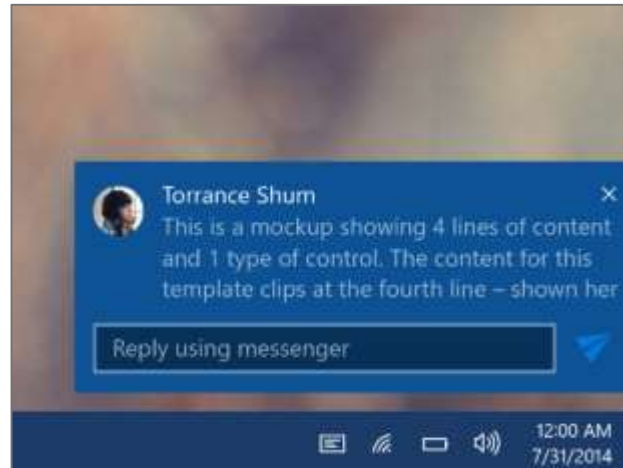 Torrance Shum
This is a mockup showing 4 lines of content
and 1 type of control. The content for this
template clips at the fourth line – shown her
Reply using messenger
12:00 AM
7/31/2014